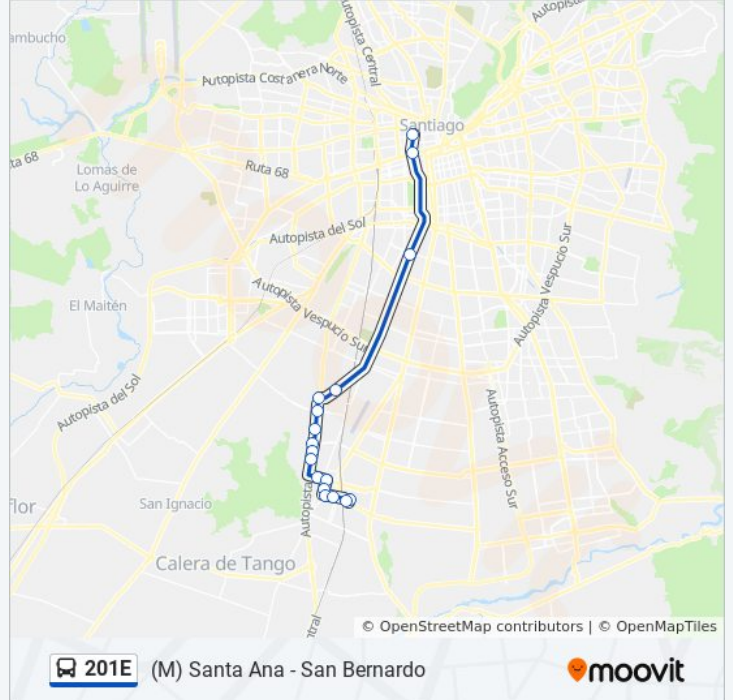 Autopista
utopista Central
ambucho
Autopista Costanera Norte
Santiago
ta 68
Lomas de
Lo Aguirre
Ruta 68
Autopista del Sol
Autopista Vespucio Sur
El Maitén
Autopista Vespucio Sur
Autopista del Sol
Autopista Acceso Sur
flor
San Ignacio
Autopista
Calera de Tango
ntral
© OpenStreetMap contributors | © OpenMapTiles
201E (M) Santa Ana - San Bernardo
moovit